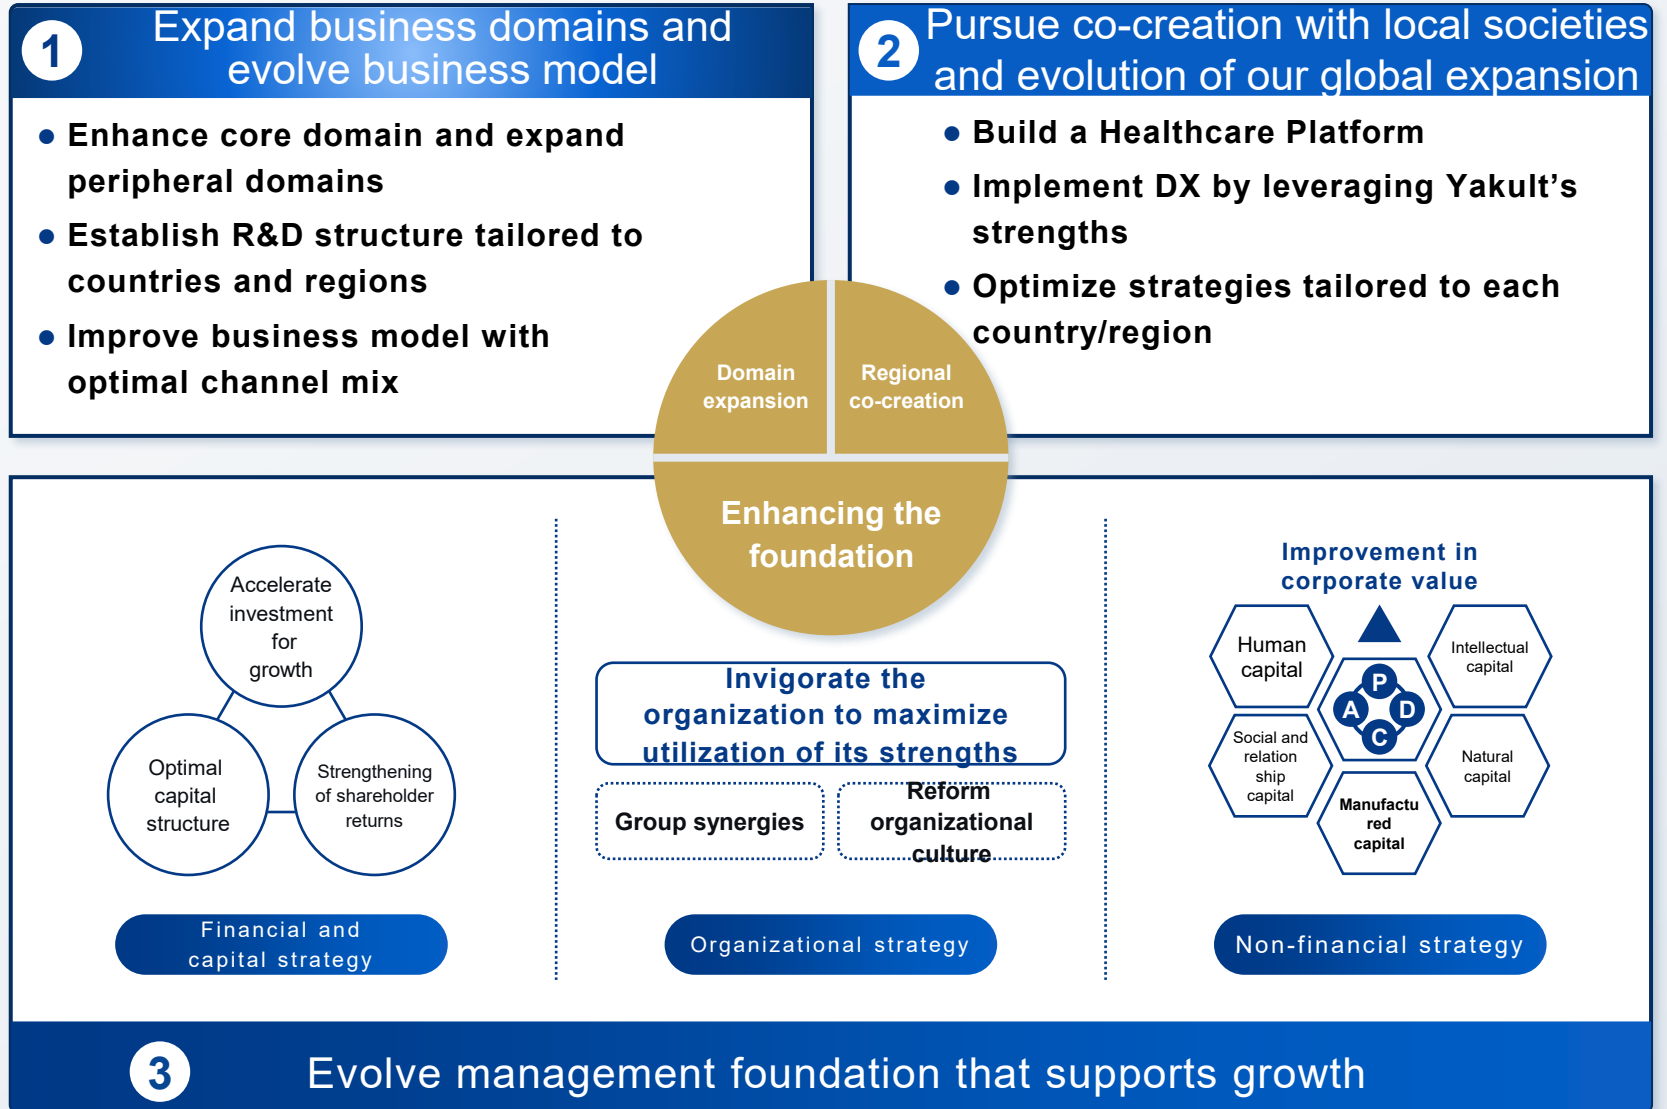 1
Expand business domains and
evolve business model
● Enhance core domain and expand
peripheral domains
● Establish R&D structure tailored to
countries and regions
● Improve business model with
optimal channel mix
2
Pursue co-creation with local societies
and evolution of our global expansion
● Build a Healthcare Platform
● Implement DX by leveraging Yakult’s
strengths
● Optimize strategies tailored to each
country/region
Domain
expansion
Regional
co-creation
Enhancing the
foundation
Accelerate
investment
for
growth
Optimal
capital
structure
Strengthening
of shareholder
returns
Financial and
capital strategy
Invigorate the
organization to maximize
utilization of its strengths
Group synergies
Reform
organizational
culture
Organizational strategy
Improvement in
corporate value
Human
capital
Intellectual
capital
P
A
D
C
Social and
relation
ship
capital
Natural
capital
Manufactu
red
capital
Non-financial strategy
3
Evolve management foundation that supports growth